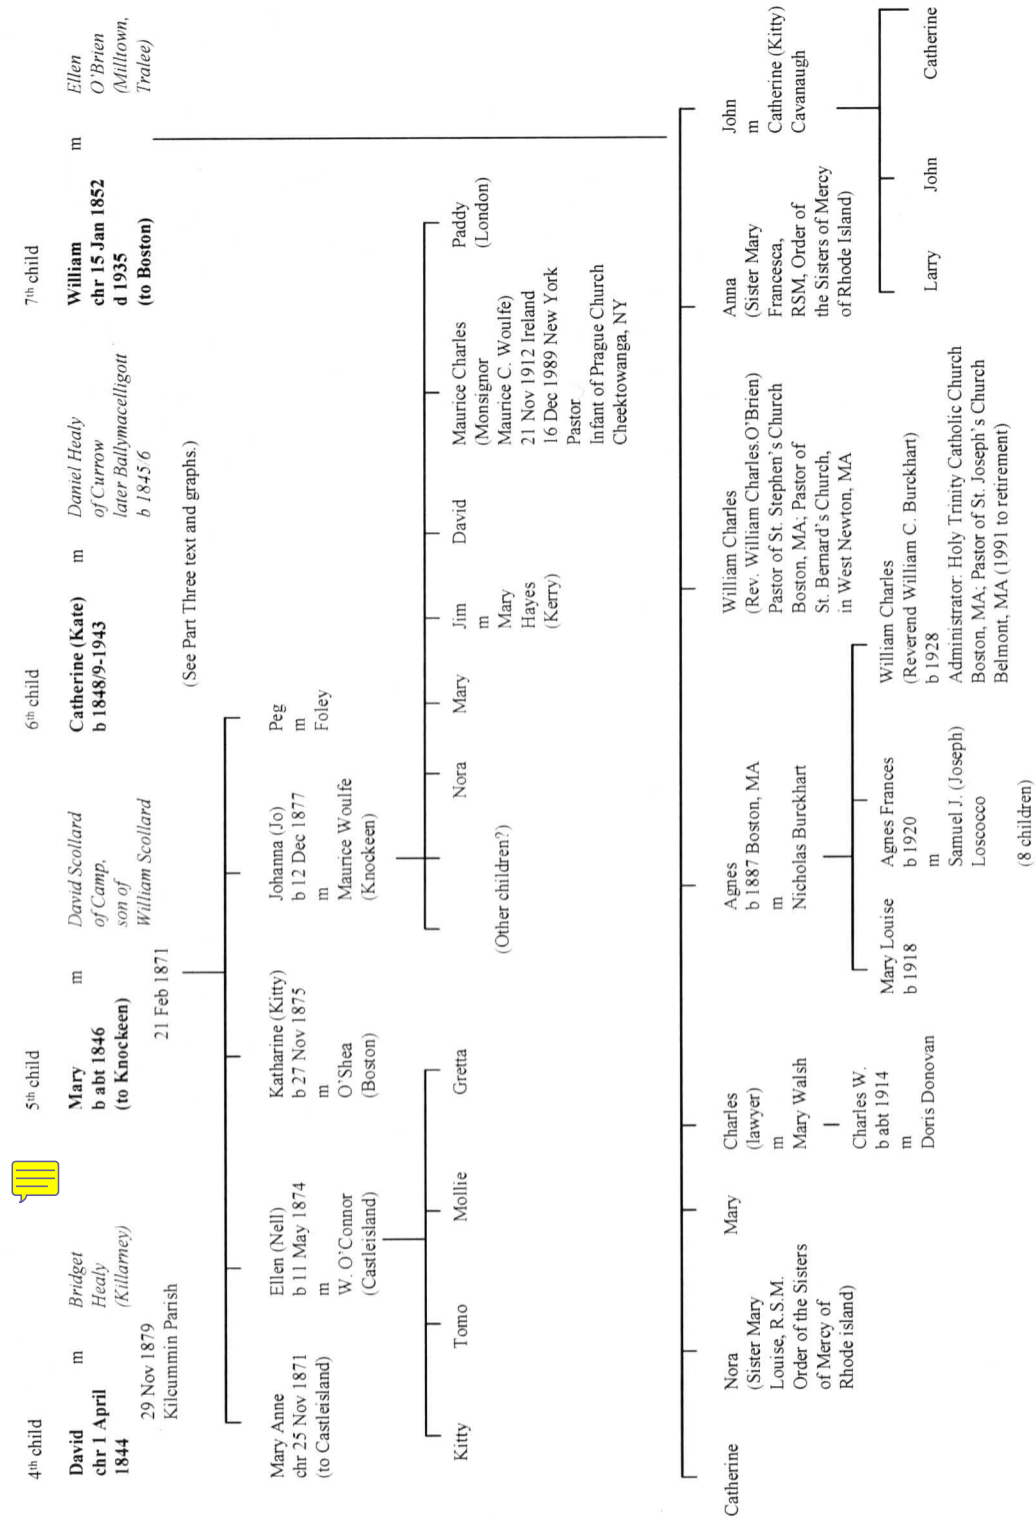 4th child
David
chr 1 April
1844
m
Bridget
Healy
(Killarney)
29 Nov 1879
Kilcummin Parish
5th child
Mary
b abt 1846
(to Knockeen)
m
David Scollard
of Camp,
son of
William Scollard
21 Feb 1871
6th child
Catherine (Kate)
b 1848/9-1943
m
Daniel Healy
of Currow
later Ballymacelligott
b 1845/6
(See Part Three text and graphs.)
7th child
William
chr 15 Jan 1852
d 1935
(to Boston)
m
Ellen
O'Brien
(Milltown,
Tralee)
Mary Anne
chr 25 Nov 1871
(to Castleisland)
Ellen (Nell)
b 11 May 1874
m
W. O'Connor
(Castleisland)
Katharine (Kitty)
b 27 Nov 1875
m
O'Shea
(Boston)
Johanna (Jo)
b 12 Dec 1877
m
Maurice Woulfe
(Knockeen)
Peg
m
Foley
Kitty
Tomo
Mollie
Gretta
(Other children?)
Nora
Mary
Jim
m
Mary
Hayes
(Kerry)
David
Maurice Charles
(Monsignor
Maurice C. Woulfe)
21 Nov 1912 Ireland
16 Dec 1989 New York
Pastor
Infant of Prague Church
Cheektowanga, NY
Paddy
(London)
Catherine
Nora
(Sister Mary
Louise, R.S.M.
Order of the Sisters
of Mercy of
Rhode island)
Mary
Charles
(lawyer)
m
Mary Walsh
Charles W.
b abt 1914
m
Doris Donovan
Agnes
b 1887 Boston, MA
m
Nicholas Burckhart
Mary Louise
b 1918
Agnes Frances
b 1920
m
Samuel J. (Joseph)
Loscocco
(8 children)
William Charles
(Reverend William C. Burckhart)
b 1928
Administrator: Holy Trinity Catholic Church
Boston, MA; Pastor of St. Joseph's Church
Belmont, MA (1991 to retirement)
William Charles
(Rev. William Charles.O'Brien)
Pastor of St. Stephen's Church
Boston, MA; Pastor of
St. Bernard's Church,
in West Newton, MA
Anna
(Sister Mary
Francesca,
RSM, Order of
the Sisters of Mercy
of Rhode Island)
John
m
Catherine (Kitty)
Cavanaugh
Larry
John
Catherine